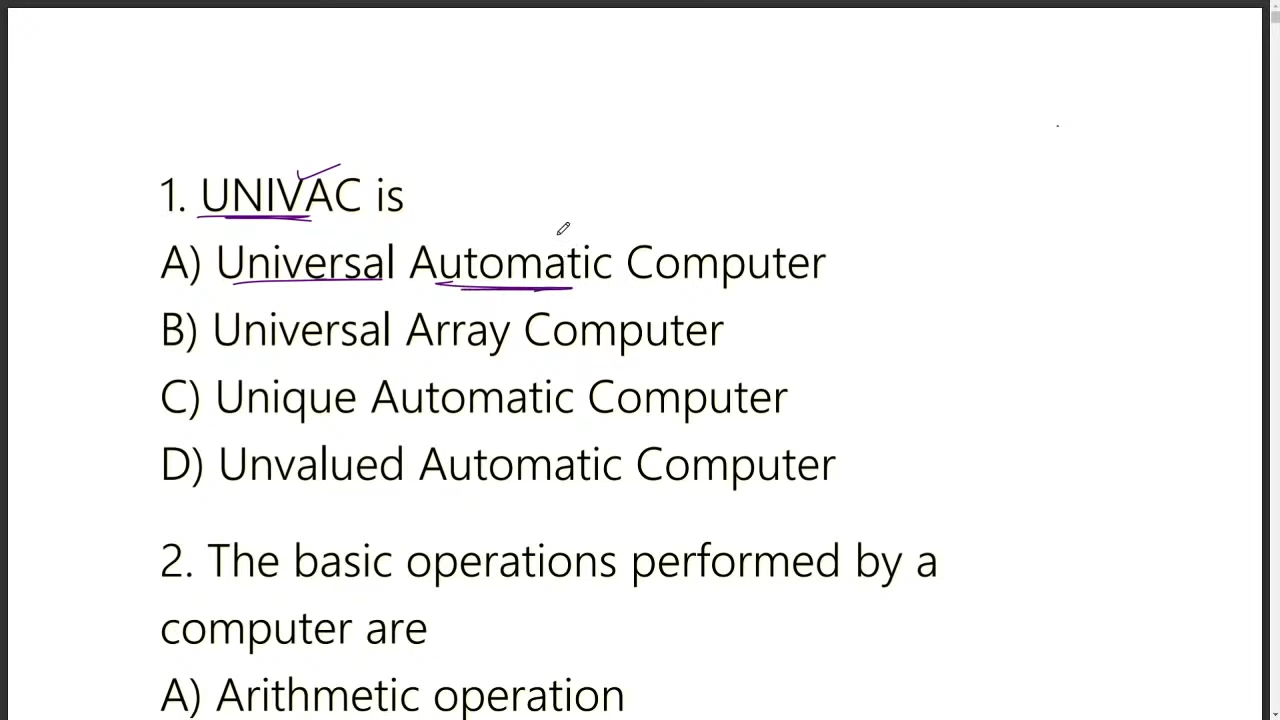 1. UNIVAC is
A) Universal Automatic Computer
B) Universal Array Computer
C) Unique Automatic Computer
D) Unvalued Automatic Computer
2. The basic operations performed by a
computer are
A) Arithmetic operation